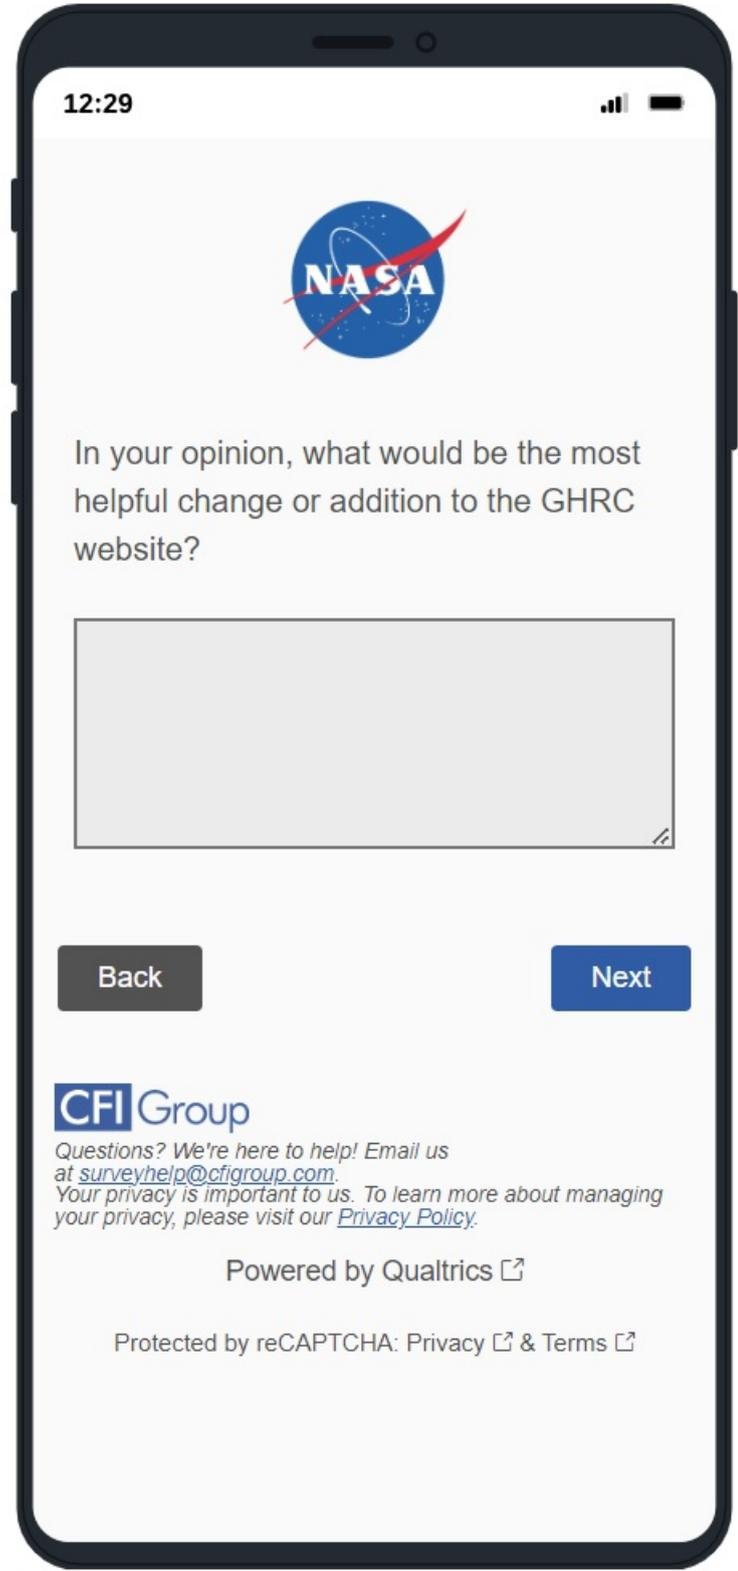 12:29
NASA
In your opinion, what would be the most
helpful change or addition to the GHRC
website?
Back
Next
CFI Group
Questions? We're here to help! Email us
at surveyhelp@cfigroup.com.
Your privacy is important to us. To learn more about managing
your privacy, please visit our Privacy Policy.
Powered by Qualtrics
Protected by reCAPTCHA: Privacy & Terms